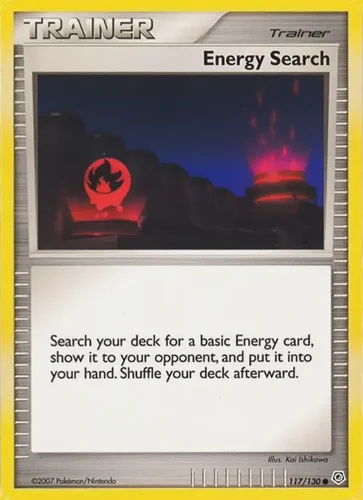 TRAINER
Trainer
Energy Search
Search your deck for a basic Energy card,
show it to your opponent, and put it into
your hand. Shuffle your deck afterward.
Illus. Kai Ishikawa
©2007 Pokémon/Nintendo
117/130